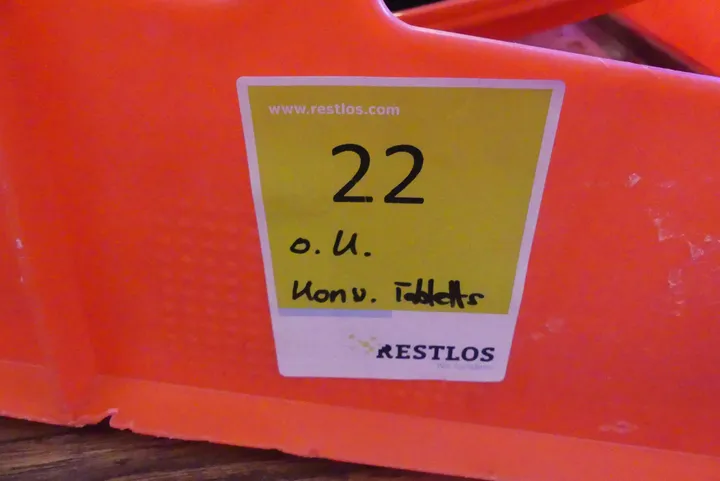 www.restlos.com
22
o. U.
Konv. Tabletts
RESTLOS